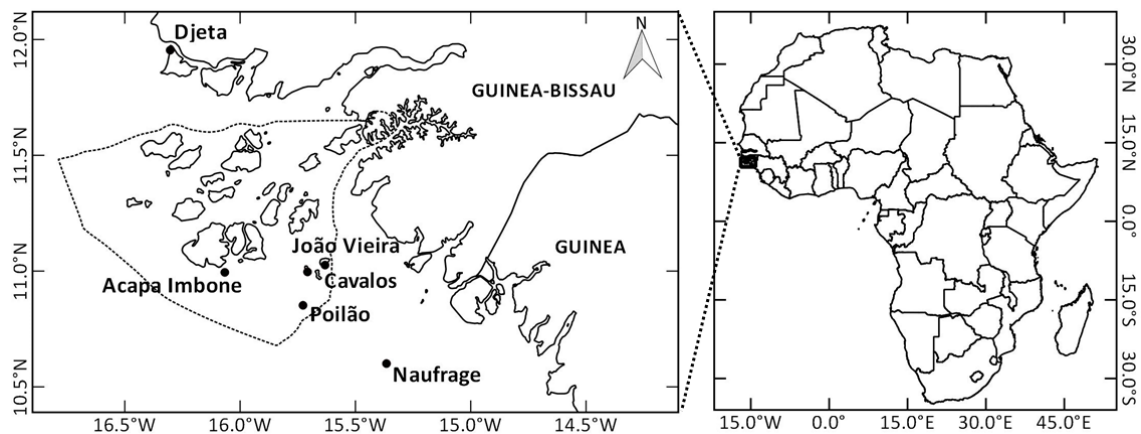 12.0°N
11.5°N
11.0°N
10.5°N
Djeta
N
GUINEA-BISSAU
GUINEA
João Vieira
Acapa Imbone
Cavalos
Poilão
Naufrage
16.5°W
16.0°W
15.5°W
15.0°W
14.5°W
30.0°N
15.0°N
0.0°
15.0°S
30.0°S
15.0°W
0.0°
15.0°E
30.0°E
45.0°E